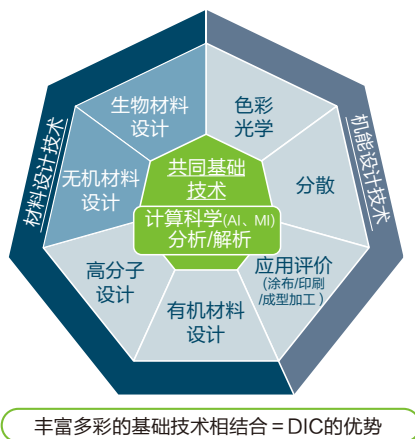 生物材料
设计
色彩
光学
材料设计技术
机能设计技术
无机材料
设计
共同基础
技术
分散
计算科学(AI、MI)
分析/解析
高分子
设计
应用评价
(涂布/印刷
/成型加工)
有机材料
设计
丰富多彩的基础技术相结合=DIC的优势